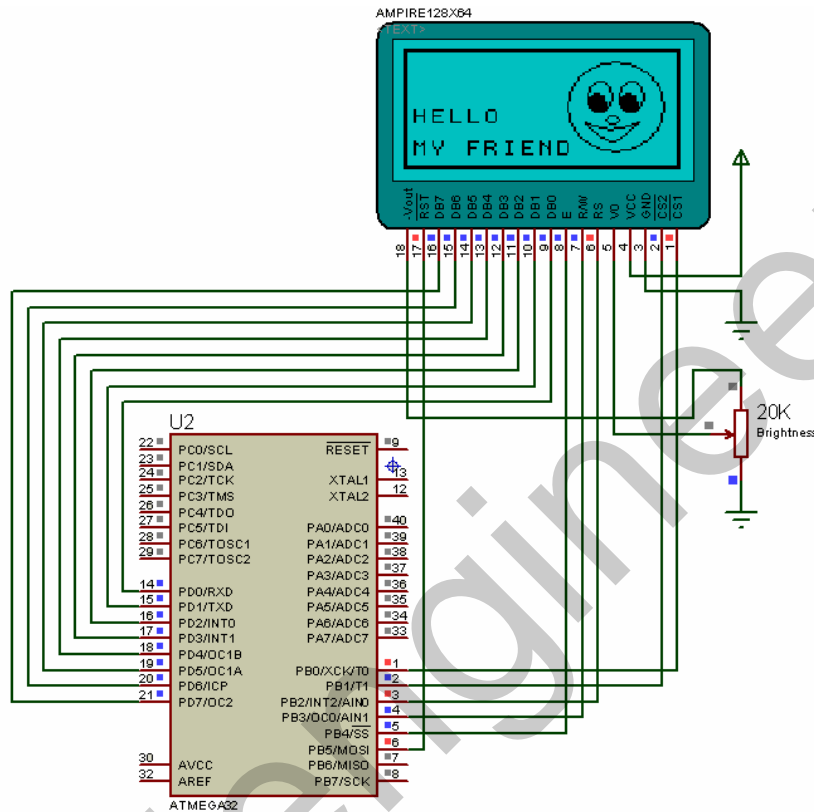 AMPIRE128X64
<TEXT>
HELLO
MY FRIEND
-Vout
RST
DB7
DB6
DB5
DB4
DB3
DB2
DB1
DB0
E
R/W
RS
V0
VCC
GND
CS2
CS1
18
17
16
15
14
13
12
11
10
9
8
7
6
5
4
3
2
1
20K
Brightness
U2
22 PC0/SCL RESET 9
23 PC1/SDA
24 PC2/TCK XTAL1 13
25 PC3/TMS XTAL2 12
26 PC4/TDO
27 PC5/TDI PA0/ADC0 40
28 PC6/TOSC1 PA1/ADC1 39
29 PC7/TOSC2 PA2/ADC2 38
PA3/ADC3 37
14 PD0/RXD PA4/ADC4 36
15 PD1/TXD PA5/ADC5 35
16 PD2/INT0 PA6/ADC6 34
17 PD3/INT1 PA7/ADC7 33
18 PD4/OC1B
19 PD5/OC1A PB0/XCK/T0 1
20 PD6/ICP PB1/T1 2
21 PD7/OC2 PB2/INT2/AIN0 3
PB3/OC0/AIN1 4
PB4/SS 5
PB5/MOSI 6
30 AVCC PB6/MISO 7
32 AREF PB7/SCK 8
ATMEGA32
enginee